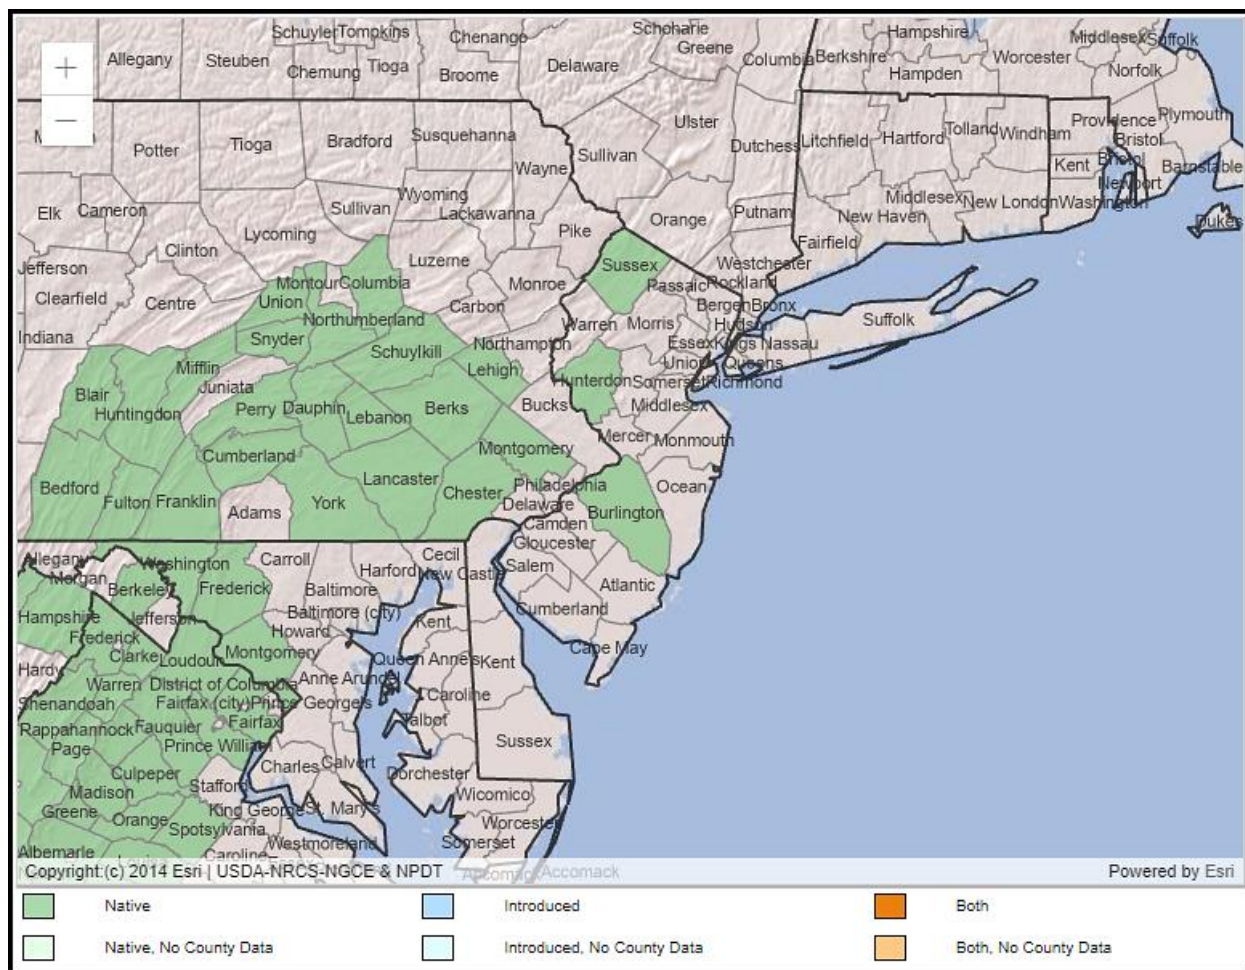 Schuyler Tompkins Chenango Schoharie Hampshire Middlesex Suffolk
Allegany Steuben Chemung Tioga Broome Delaware Greene Columbia Berkshire Hampden Worcester Norfolk
+
−
Potter Tioga Bradford Susquehanna Wayne Sullivan Ulster Dutchess Litchfield Hartford Tolland Windham Providence Plymouth
Bristol
Kent Bristol Barnstable
Elk Cameron Sullivan Wyoming Lackawanna Pike Orange Putnam Middlesex New London Washington Newport
New Haven Dukes
Clinton Lycoming Luzerne Fairfield
Jefferson Sussex Westchester
Clearfield Centre Montour Columbia Monroe Passaic Rockland
Union Carbon Bergen Bronx
Indiana Northumberland Warren Morris Hudson Suffolk
Snyder Schuylkill Northampton Essex Kings Nassau
Mifflin Lehigh Union Queens
Juniata Hunterdon Somerset Richmond
Blair Huntingdon Perry Dauphin Lebanon Berks Bucks Middlesex
Cumberland Montgomery Mercer Monmouth
Bedford Fulton Franklin Adams York Lancaster Chester Philadelphia Ocean
Delaware Burlington
Camden
Gloucester
Allegany Washington Carroll Cecil
Morgan Berkeley Frederick Baltimore Harford New Castle Salem Atlantic
Hampshire Jefferson Baltimore (city) Cumberland
Frederick Howard Kent
Clarke Loudoun Montgomery Queen Anne's Kent Cape May
Hardy Warren District of Columbia Anne Arundel
Shenandoah Fairfax (city) Prince George's Caroline
Rappahannock Fauquier Fairfax Talbot
Page Prince William Sussex
Culpeper Charles Calvert Dorchester
Madison Stafford Wicomico
Greene Orange King George St. Mary's
Spotsylvania Worcester
Albemarle Caroline Westmoreland Somerset
Copyright:(c) 2014 Esri | USDA-NRCS-NGCE & NPDT Accomack Accomack Powered by Esri
Native Introduced Both
Native, No County Data Introduced, No County Data Both, No County Data